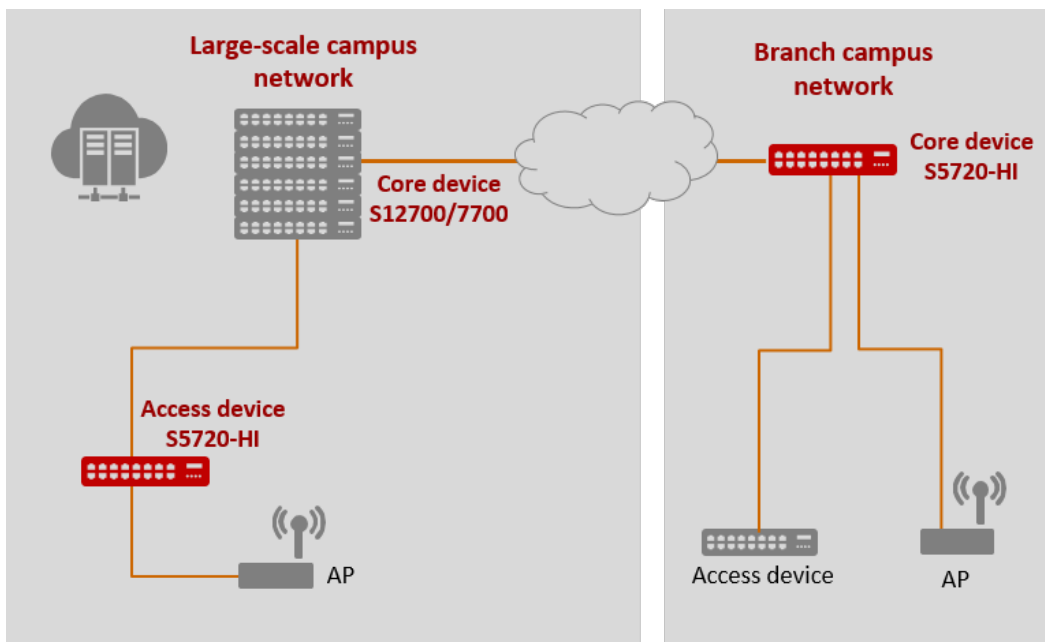 Large-scale campus
network
Core device
S12700/7700
Access device
S5720-HI
AP
Branch campus
network
Core device
S5720-HI
Access device
AP